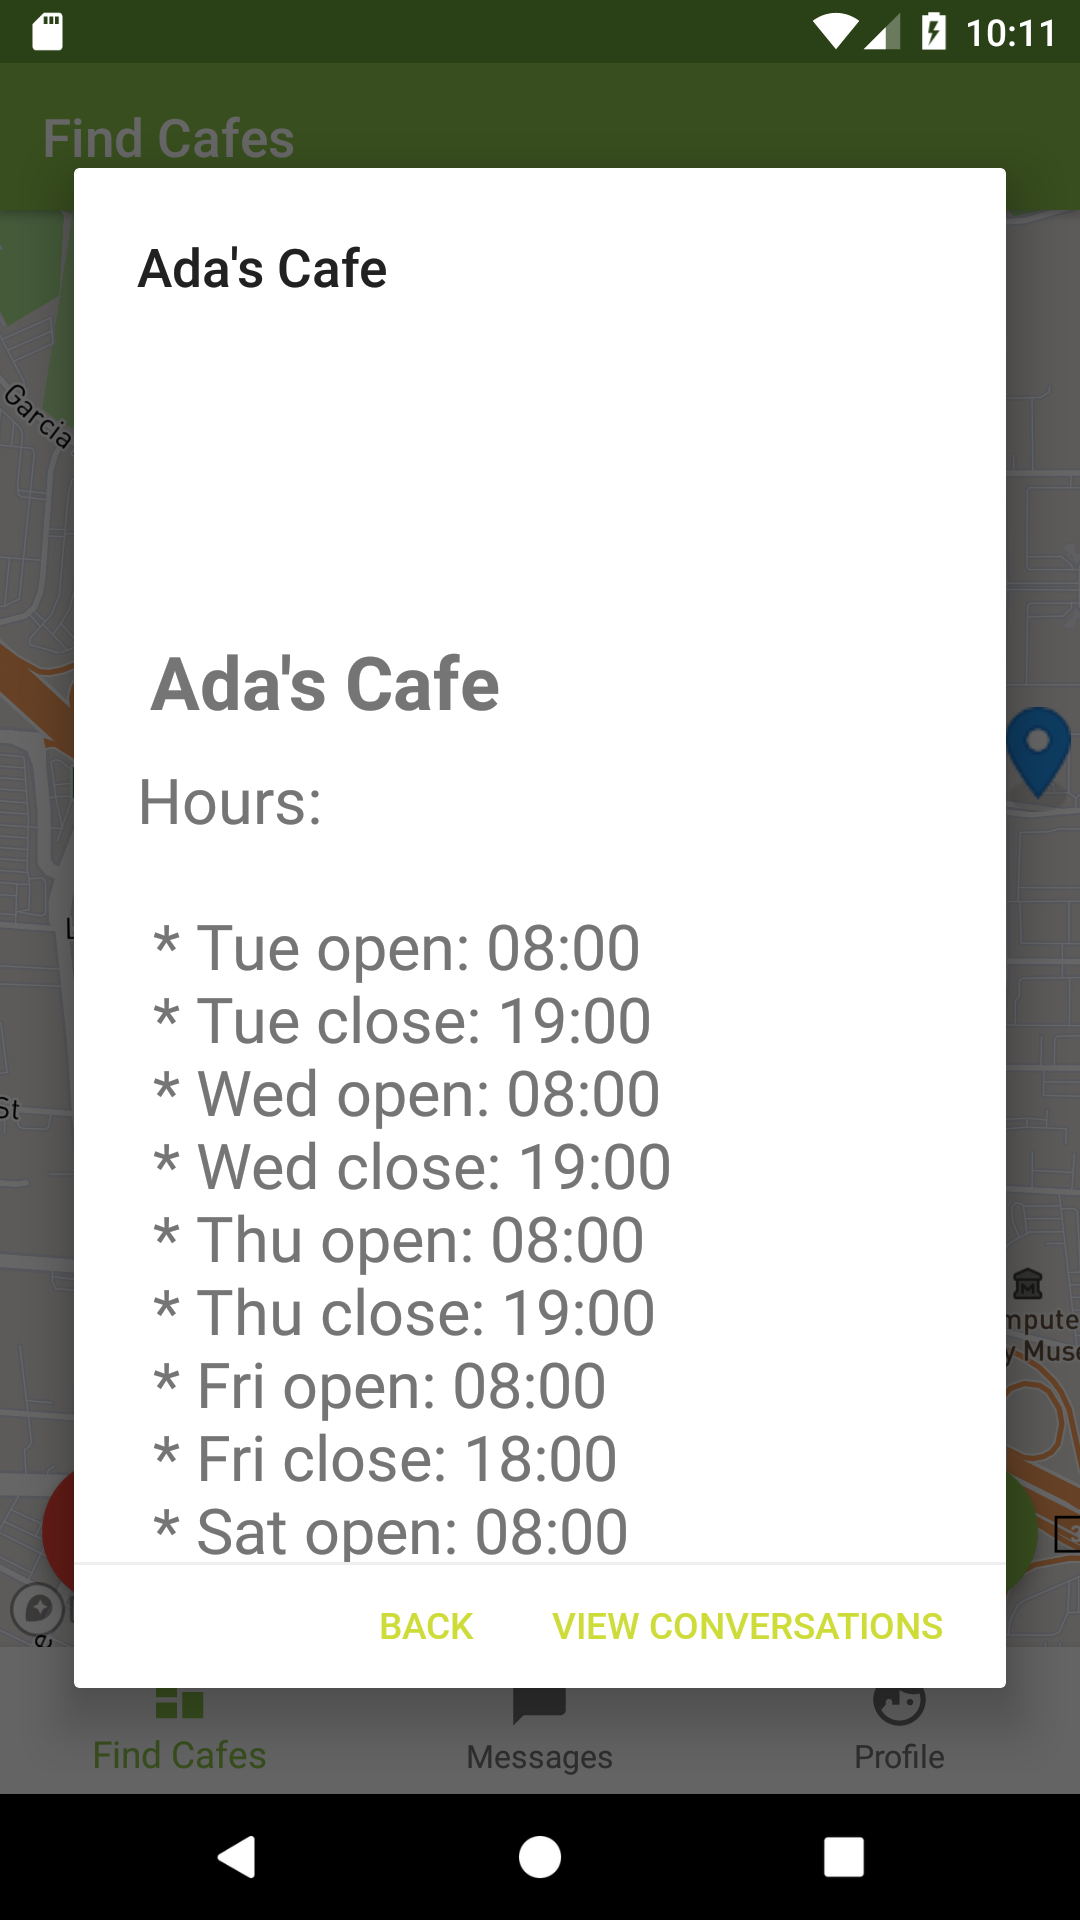 10:11
Find Cafes
Garcia
Ada's Cafe
Ada's Cafe
Hours:
* Tue open: 08:00
* Tue close: 19:00
* Wed open: 08:00
* Wed close: 19:00
* Thu open: 08:00
* Thu close: 19:00
* Fri open: 08:00
* Fri close: 18:00
* Sat open: 08:00
St
BACK
VIEW CONVERSATIONS
Find Cafes
Messages
Profile